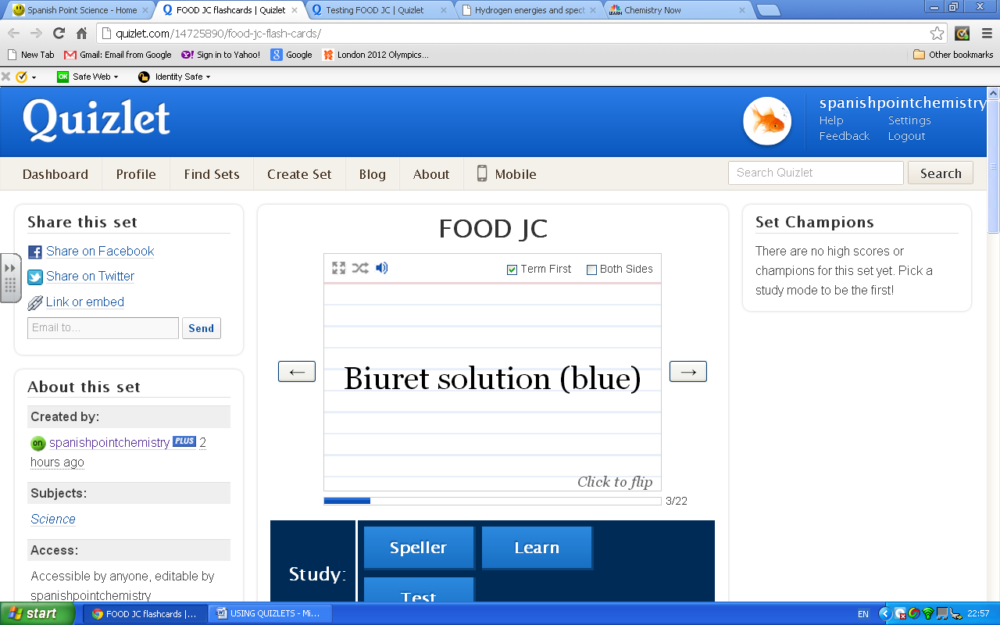 Spanish Point Science - Home
FOOD JC flashcards | Quizlet
Testing FOOD JC | Quizlet
Hydrogen energies and spect
LEARN Chemistry Now
quizlet.com/14725890/food-jc-flash-cards/
New Tab
Gmail: Email from Google
Sign in to Yahoo!
Google
London 2012 Olympics...
Other bookmarks
OK Safe Web
Identity Safe
Quizlet
spanishpointchemistry
Help Settings
Feedback Logout
Dashboard Profile Find Sets Create Set Blog About Mobile
Search Quizlet Search
Share this set
Share on Facebook
Share on Twitter
Link or embed
Email to... Send
About this set
Created by:
on spanishpointchemistry PLUS 2
hours ago
Subjects:
Science
Access:
Accessible by anyone, editable by
spanishpointchemistry
FOOD JC
Term First Both Sides
← Biuret solution (blue) →
Click to flip
3/22
Study:
Speller Learn
Test
Set Champions
There are no high scores or
champions for this set yet. Pick a
study mode to be the first!
start
FOOD JC flashcards |...
USING QUIZLETS - Mi...
EN
22:57